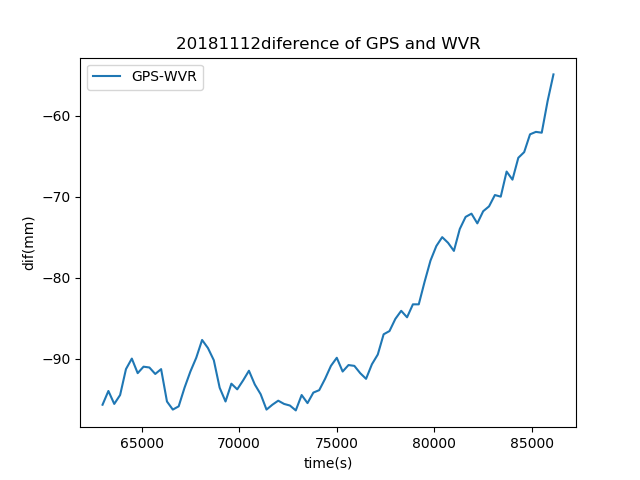 20181112diference of GPS and WVR
GPS-WVR
−60
−70
−80
−90
dif(mm)
65000 70000 75000 80000 85000
time(s)